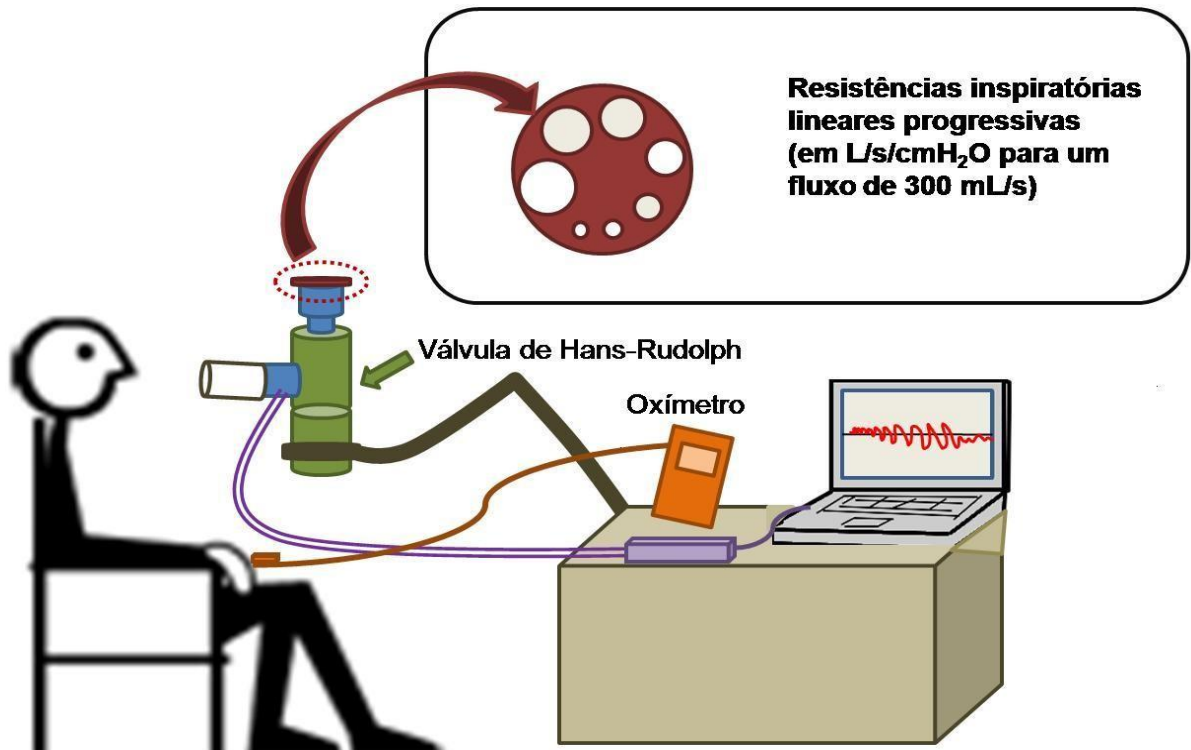 Resistências inspiratórias
lineares progressivas
(em L/s/cmH₂O para um
fluxo de 300 mL/s)
Válvula de Hans-Rudolph
Oxímetro